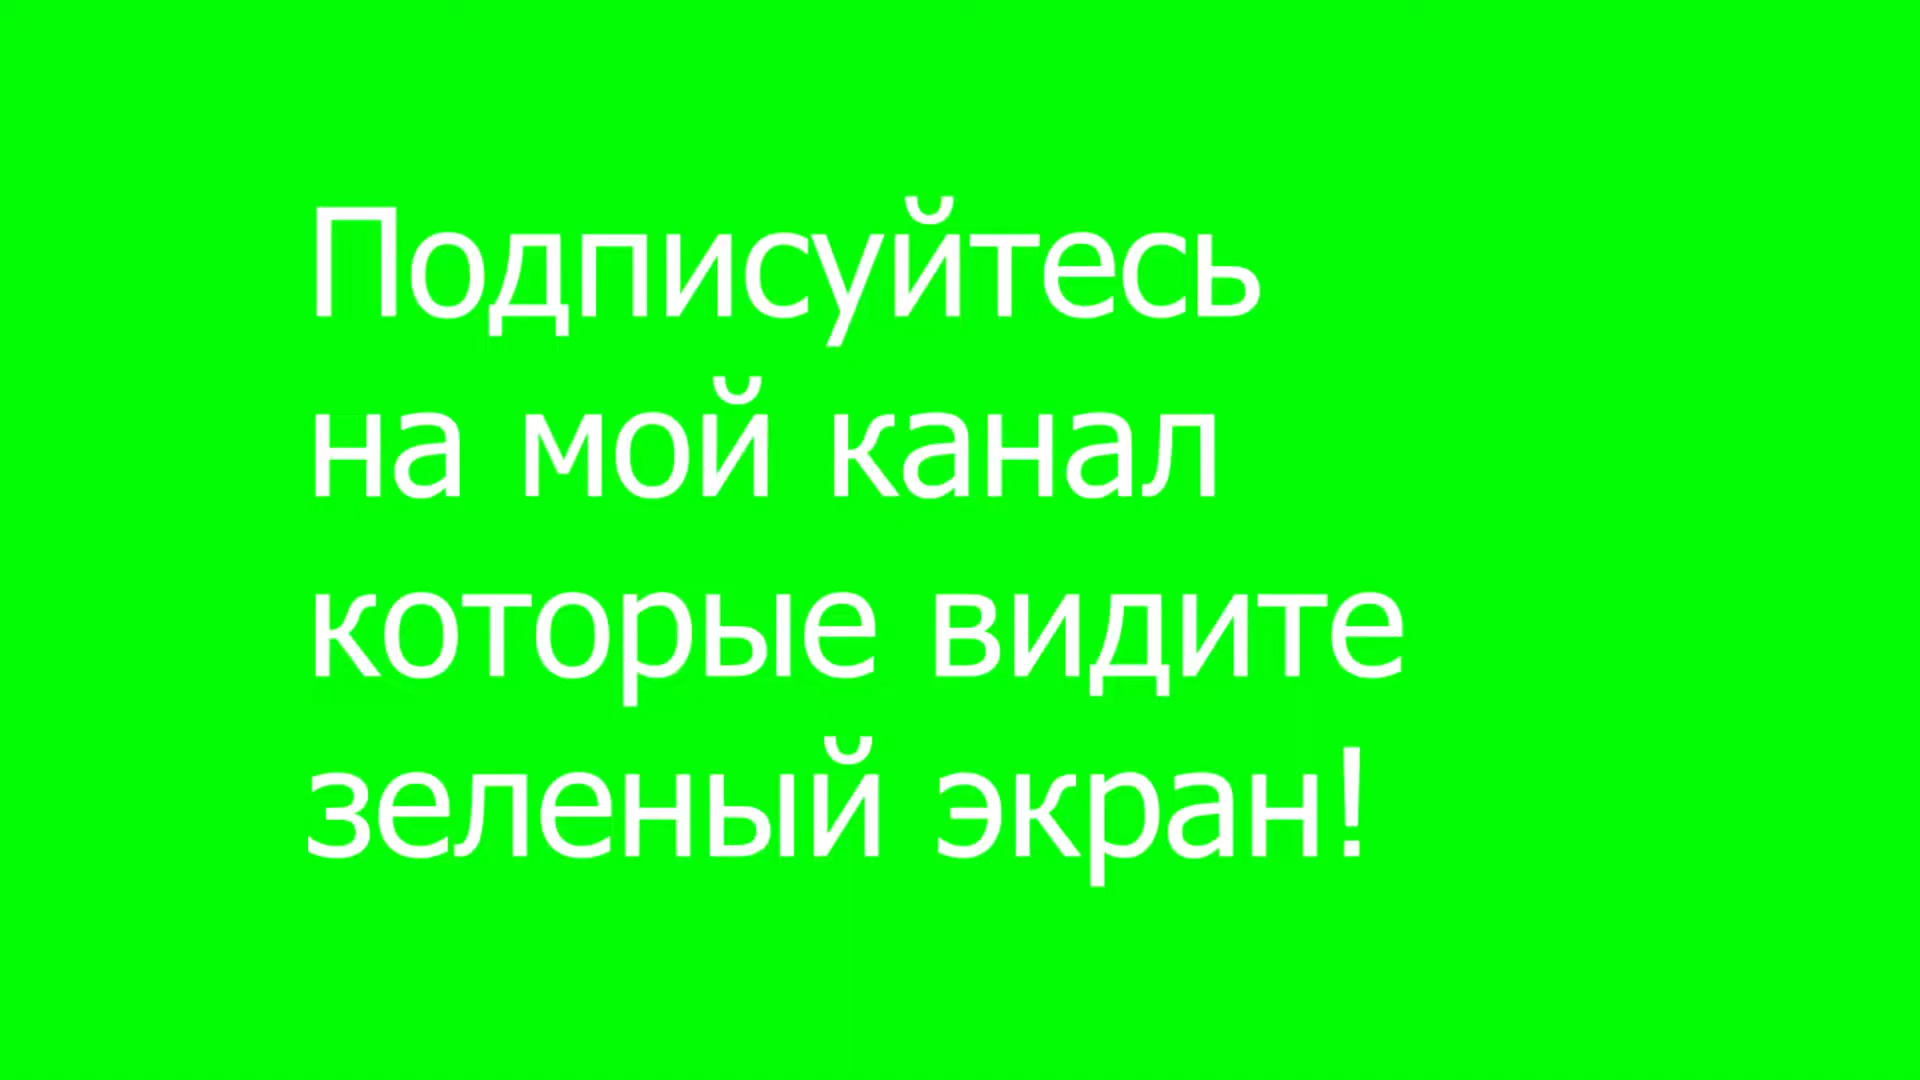 Подписуйтесь
на мой канал
которые видите
зеленый экран!